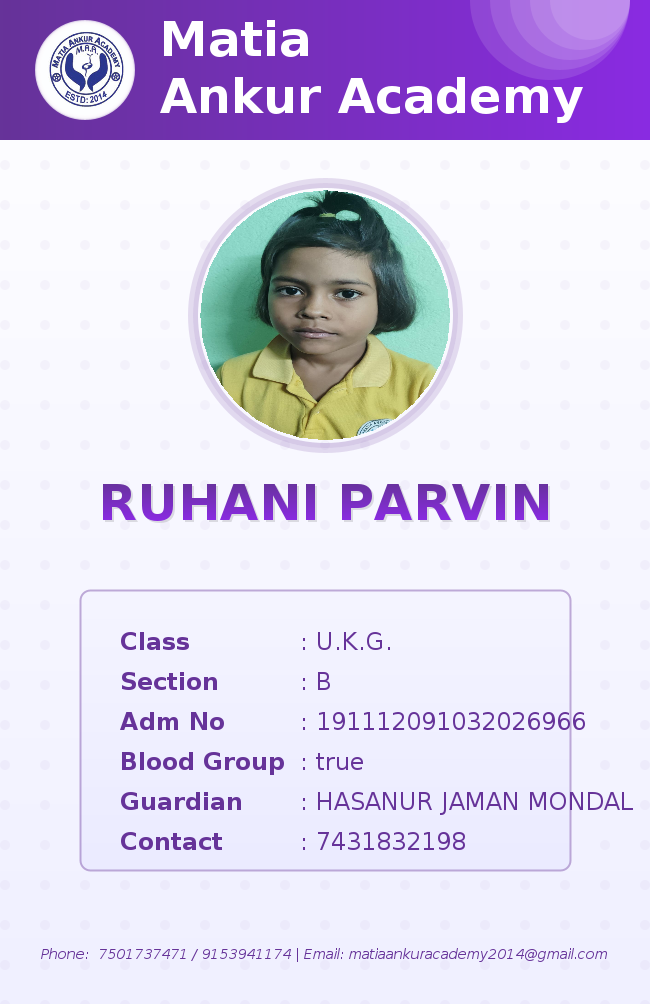 Matia
Ankur Academy
MATIA ANKUR ACADEMY
M.A.A.
ESTD: 2014
RUHANI PARVIN
Class : U.K.G.
Section : B
Adm No : 191112091032026966
Blood Group : true
Guardian : HASANUR JAMAN MONDAL
Contact : 7431832198
Phone: 7501737471 / 9153941174 | Email: matiaankuracademy2014@gmail.com